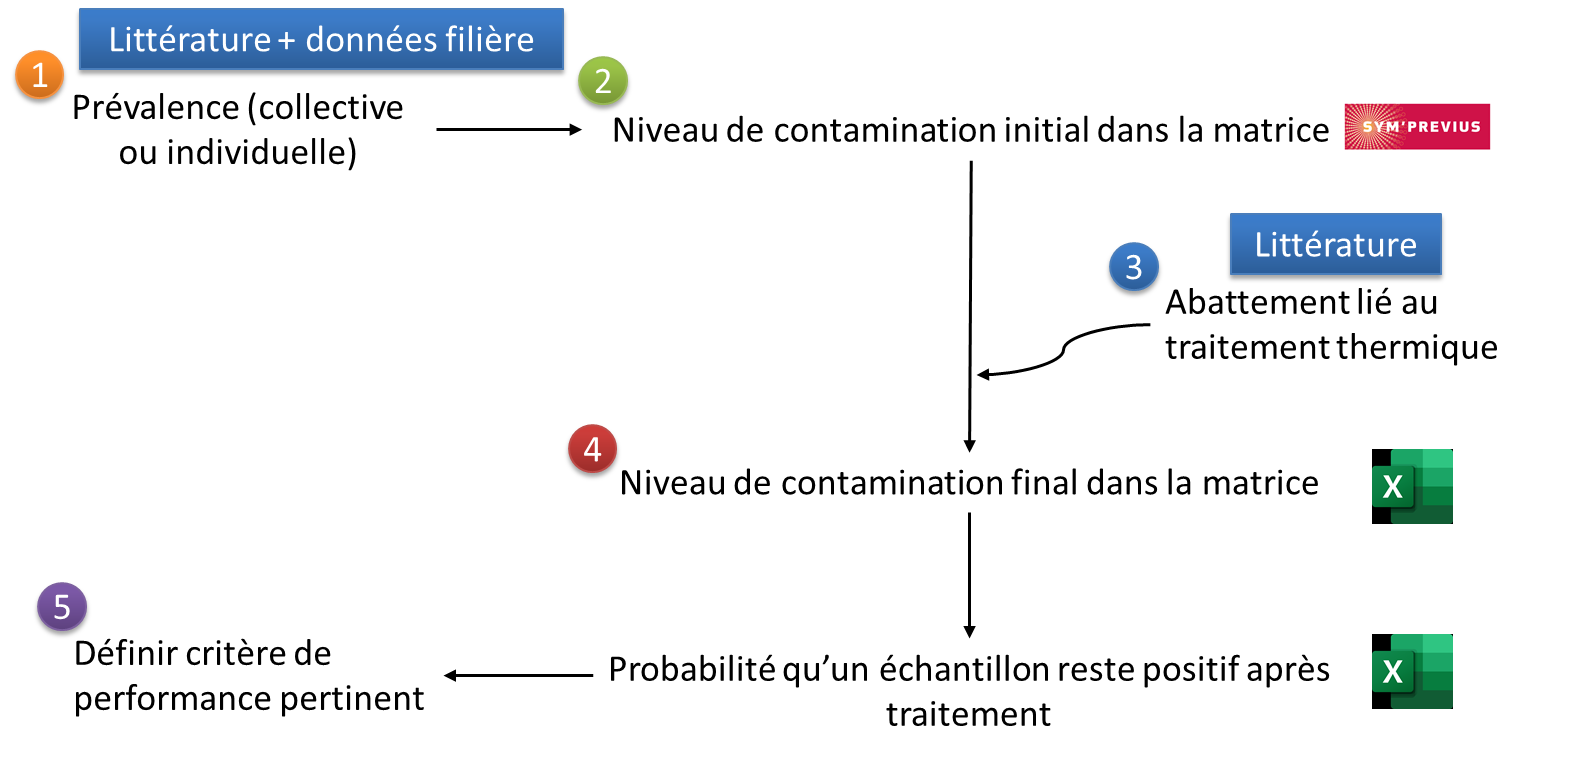 Littérature + données filière
1
Prévalence (collective
ou individuelle)
2
Niveau de contamination initial dans la matrice
SYM'PREVIUS
Littérature
3
Abattement lié au
traitement thermique
4
Niveau de contamination final dans la matrice
X
5
Définir critère de
performance pertinent
Probabilité qu’un échantillon reste positif après
traitement
X